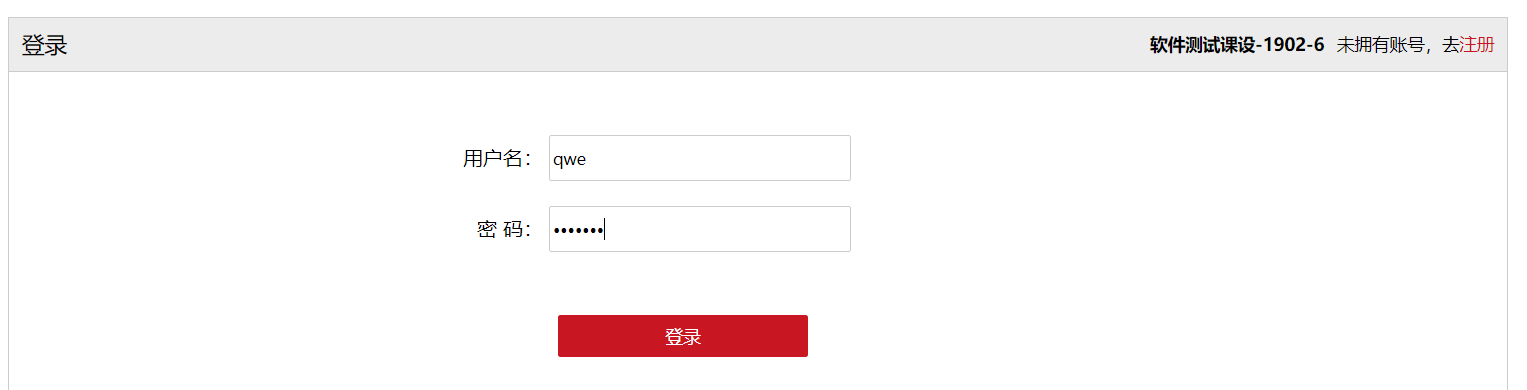 登录
软件测试课设-1902-6 未拥有账号，去注册
用户名： qwe
密 码： •••••••
登录